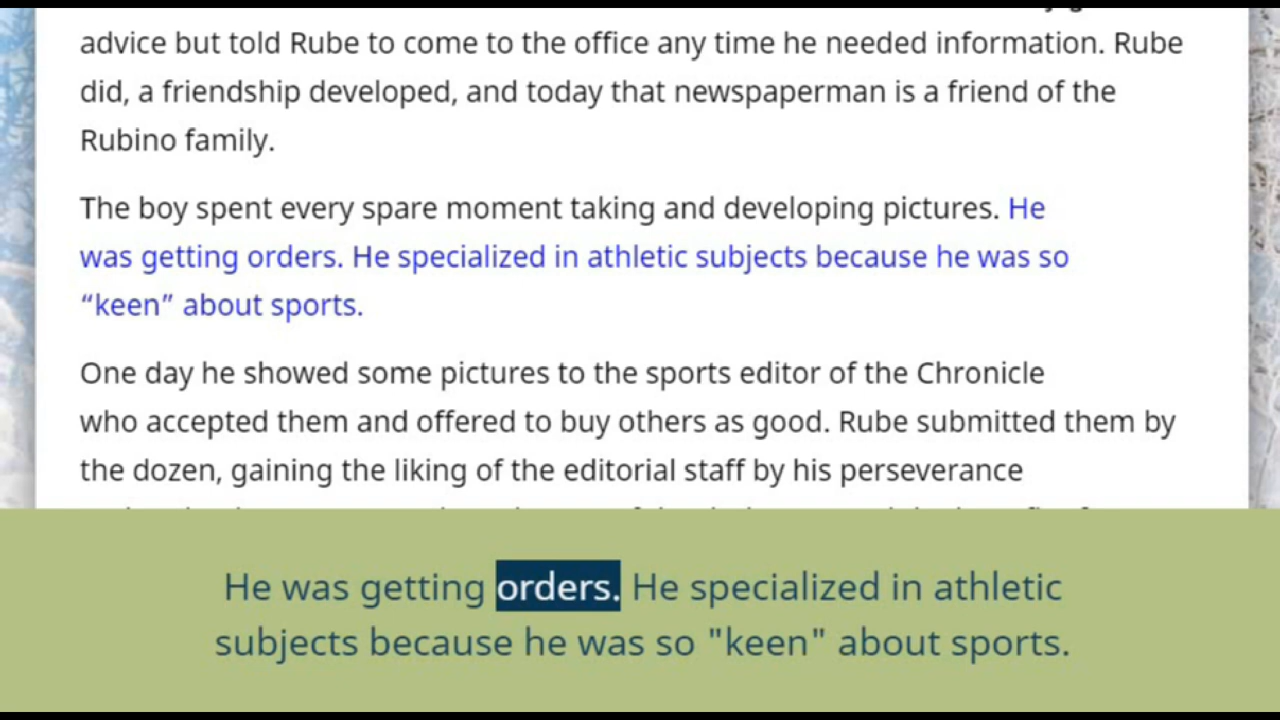 advice but told Rube to come to the office any time he needed information. Rube
did, a friendship developed, and today that newspaperman is a friend of the
Rubino family.
The boy spent every spare moment taking and developing pictures. He
was getting orders. He specialized in athletic subjects because he was so
“keen” about sports.
One day he showed some pictures to the sports editor of the Chronicle
who accepted them and offered to buy others as good. Rube submitted them by
the dozen, gaining the liking of the editorial staff by his perseverance
He was getting orders. He specialized in athletic
subjects because he was so "keen" about sports.